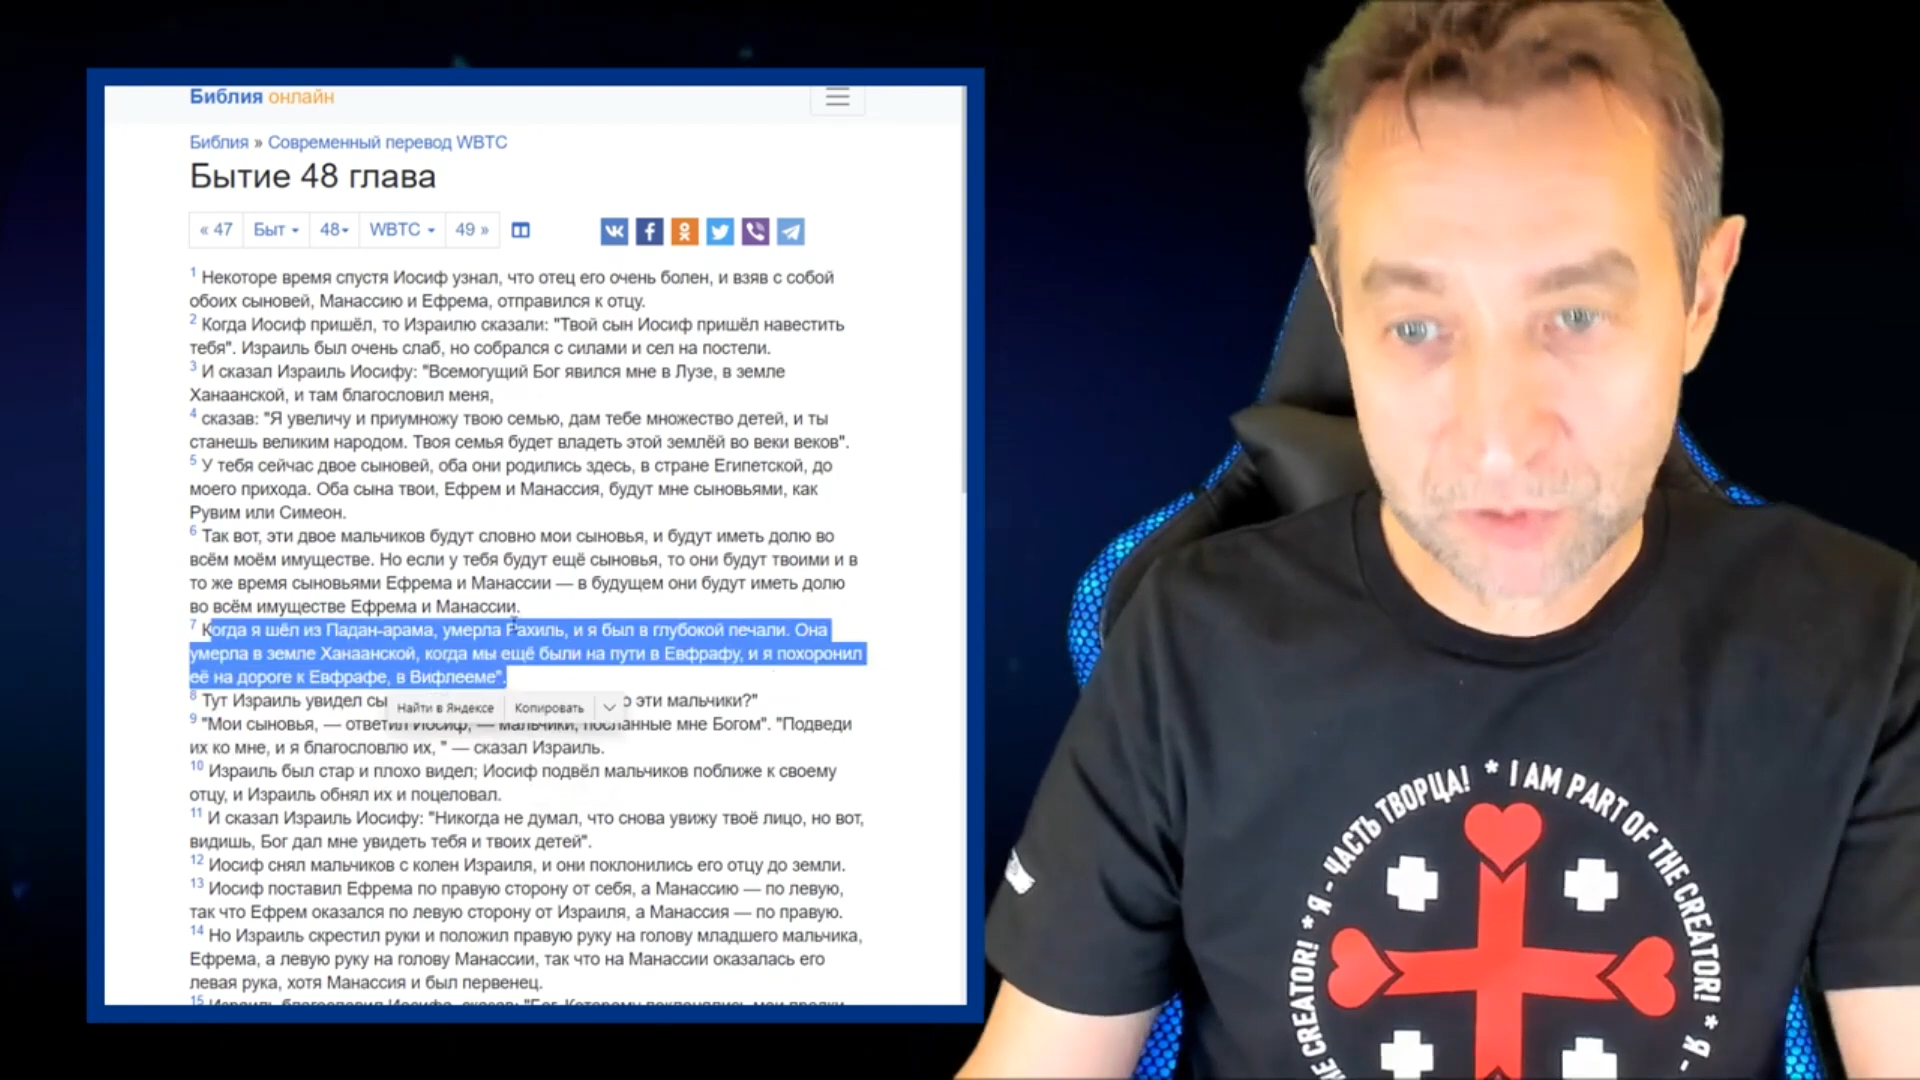 Библия онлайн
Библия » Современный перевод WBTC
Бытие 48 глава
« 47 Быт 48 WBTC 49 »
1 Некоторе время спустя Иосиф узнал, что отец его очень болен, и взяв с собой
обоих сыновей, Манассию и Ефрема, отправился к отцу.
2 Когда Иосиф пришёл, то Израилю сказали: "Твой сын Иосиф пришёл навестить
тебя". Израиль был очень слаб, но собрался с силами и сел на постели.
3 И сказал Израиль Иосифу: "Всемогущий Бог явился мне в Лузе, в земле
Ханаанской, и там благословил меня,
4 сказав: "Я увеличу и приумножу твою семью, дам тебе множество детей, и ты
станешь великим народом. Твоя семья будет владеть этой землёй во веки веков".
5 У тебя сейчас двое сыновей, оба они родились здесь, в стране Египетской, до
моего прихода. Оба сына твои, Ефрем и Манассия, будут мне сыновьями, как
Рувим или Симеон.
6 Так вот, эти двое мальчиков будут словно мои сыновья, и будут иметь долю во
всём моём имуществе. Но если у тебя будут ещё сыновья, то они будут твоими и в
то же время сыновьями Ефрема и Манассии — в будущем они будут иметь долю
во всём имуществе Ефрема и Манассии.
7 Когда я шёл из Падан-арама, умерла Рахиль, и я был в глубокой печали. Она
умерла в земле Ханаанской, когда мы ещё были на пути в Евфрафу, и я похоронил
её на дороге к Евфрафе, в Вифлееме".
8 Тут Израиль увидел сы о эти мальчики?"
Найти в Яндексе Копировать
9 "Мои сыновья, — ответил Иосиф, — мальчики, посланные мне Богом". "Подведи
их ко мне, и я благословлю их, " — сказал Израиль.
10 Израиль был стар и плохо видел; Иосиф подвёл мальчиков поближе к своему
отцу, и Израиль обнял их и поцеловал.
11 И сказал Израиль Иосифу: "Никогда не думал, что снова увижу твоё лицо, но вот,
видишь, Бог дал мне увидеть тебя и твоих детей".
12 Иосиф снял мальчиков с колен Израиля, и они поклонились его отцу до земли.
13 Иосиф поставил Ефрема по правую сторону от себя, а Манассию — по левую,
так что Ефрем оказался по левую сторону от Израиля, а Манассия — по правую.
14 Но Израиль скрестил руки и положил правую руку на голову младшего мальчика,
Ефрема, а левую руку на голову Манассии, так что на Манассии оказалась его
левая рука, хотя Манассия и был первенец.
15 Израиль благословил Иосифа, сказав: "Бог, Которому поклонялись мои предки
HE CREATOR! * Я - ЧАСТЬ ТВОРЦА! * I AM PART OF THE CREATOR! * Я -